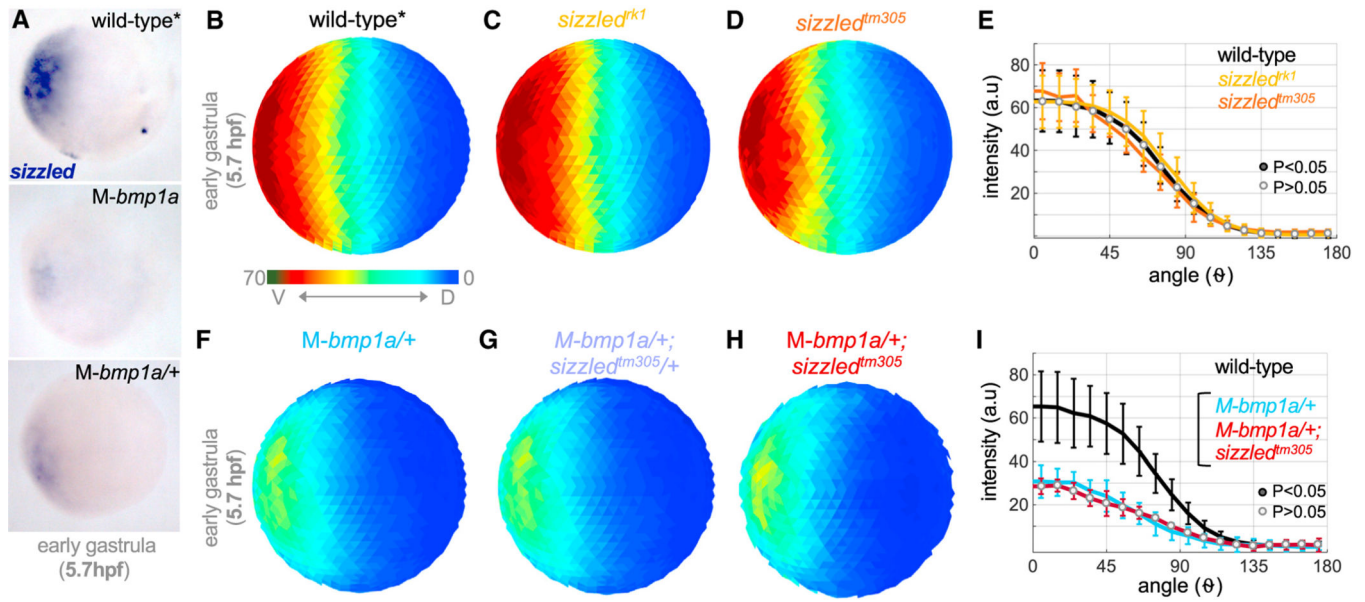 A
wild-type*
sizzled
M-bmp1a
M-bmp1a/+
early gastrula
(5.7hpf)
B
wild-type*
early gastrula
(5.7 hpf)
70
0
V
D
C
sizzled^rk1
D
sizzled^tm305
E
80
60
40
20
0
45
90
135
180
intensity (a.u)
angle (ϑ)
wild-type
sizzled^rk1
sizzled^tm305
P<0.05
P>0.05
F
M-bmp1a/+
early gastrula
(5.7 hpf)
G
M-bmp1a/+;
sizzled^tm305/+
H
M-bmp1a/+;
sizzled^tm305
I
80
60
40
20
0
45
90
135
180
intensity (a.u)
angle (ϑ)
wild-type
M-bmp1a/+
M-bmp1a/+;
sizzled^tm305
P<0.05
P>0.05